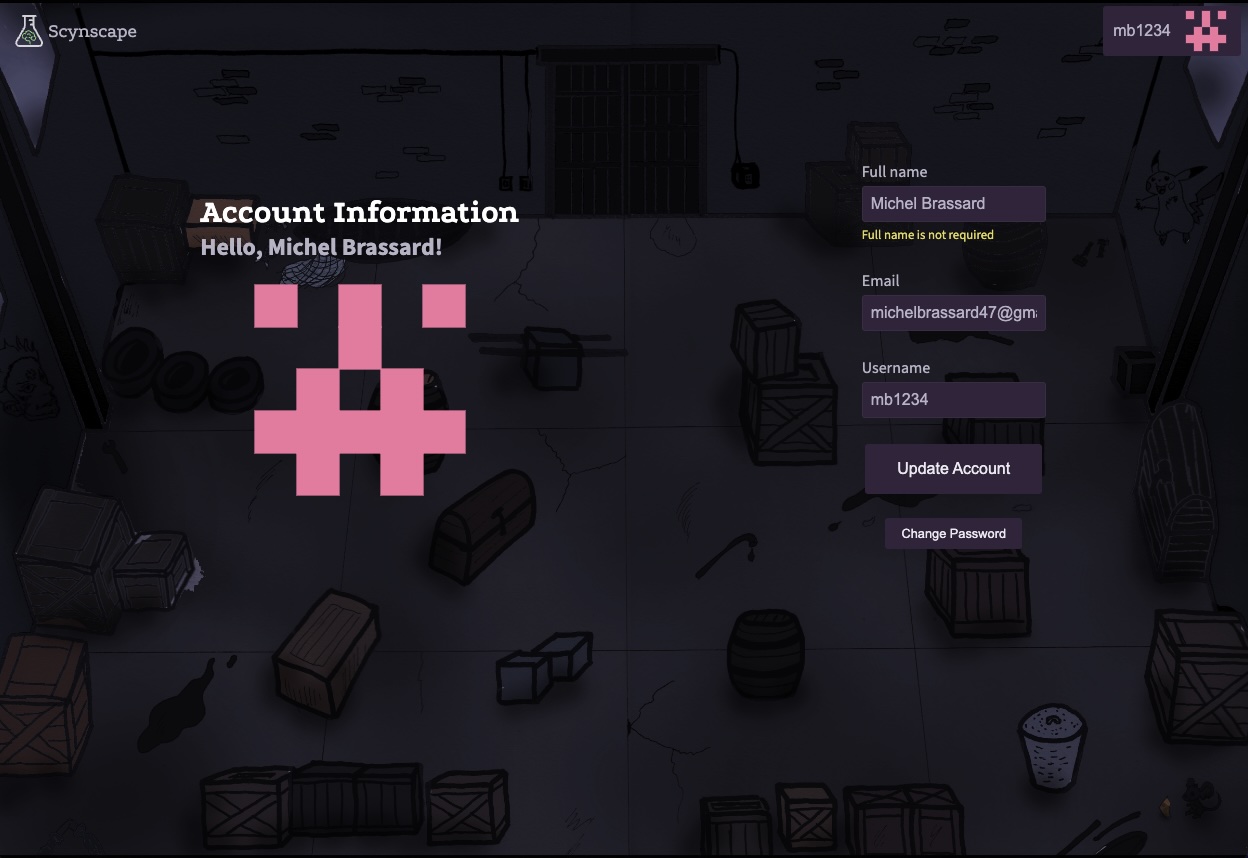 Scynscape
mb1234
Account Information
Hello, Michel Brassard!
Full name
Michel Brassard
Full name is not required
Email
michelbrassard47@gm
Username
mb1234
Update Account
Change Password